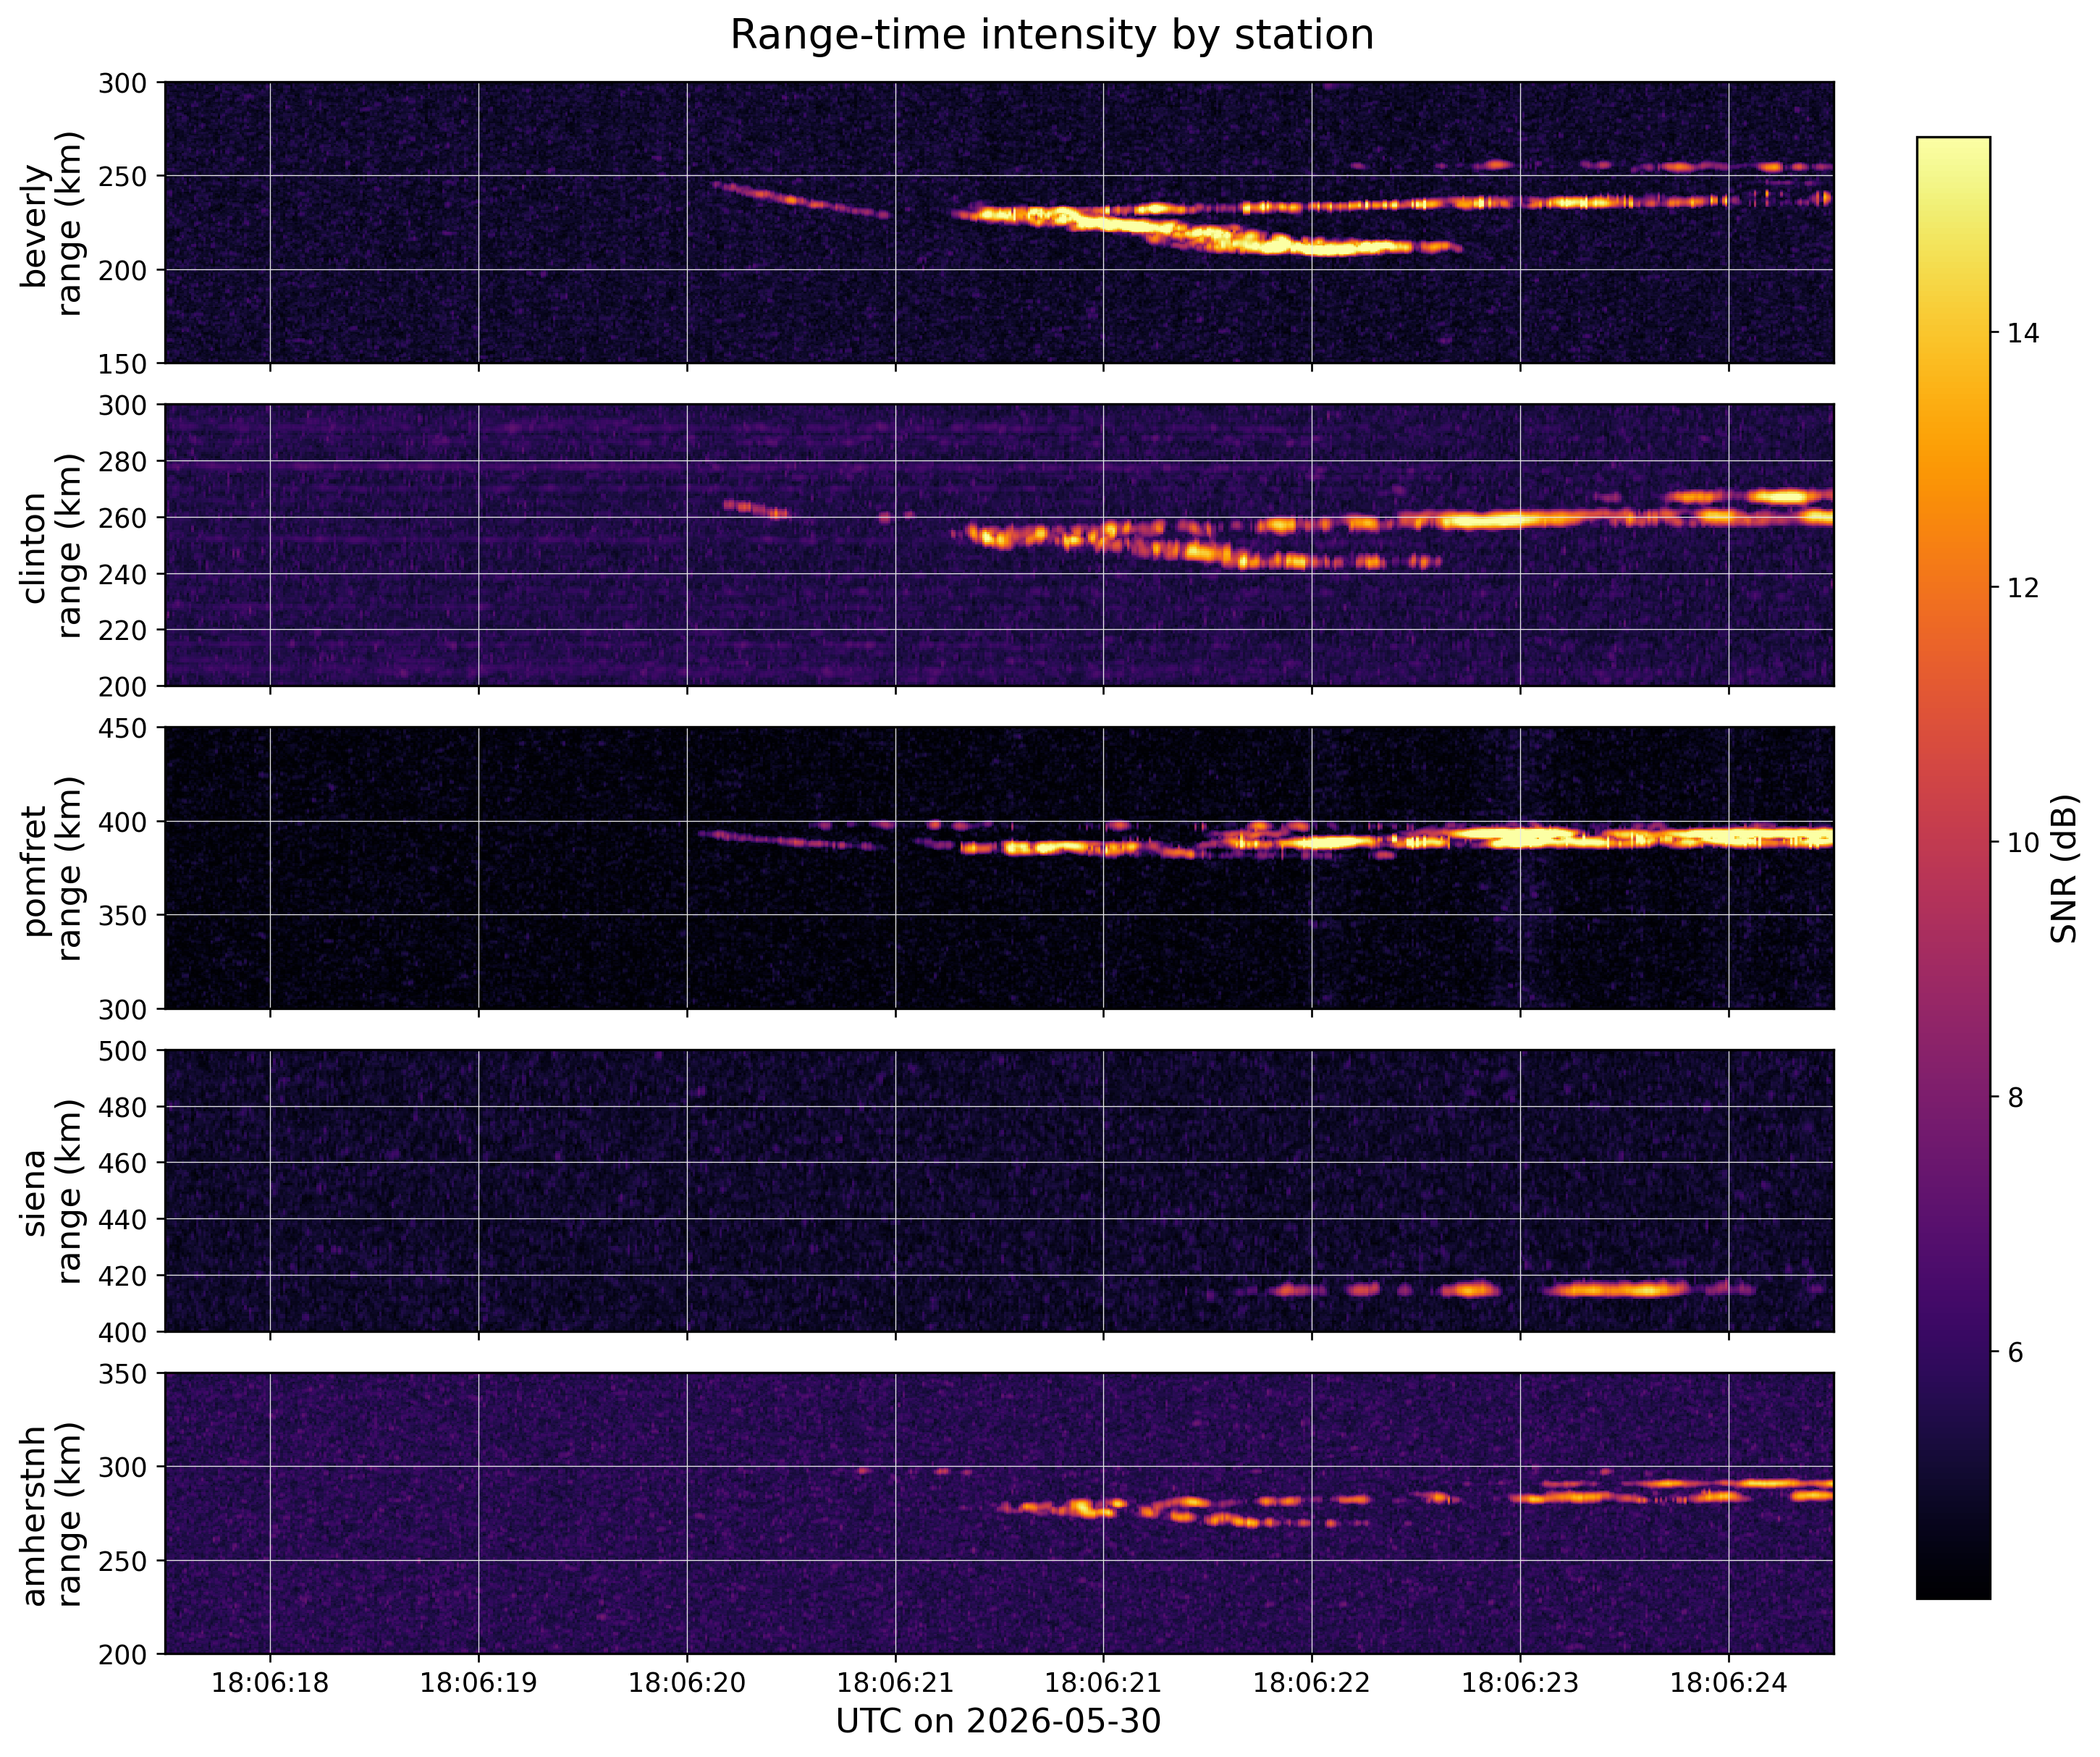 Range-time intensity by station
beverly
range (km)
300
250
200
150
clinton
range (km)
300
280
260
240
220
200
pomfret
range (km)
450
400
350
300
siena
range (km)
500
480
460
440
420
400
amherstnh
range (km)
350
300
250
200
18:06:18 18:06:19 18:06:20 18:06:21 18:06:21 18:06:22 18:06:23 18:06:24
UTC on 2026-05-30
14
12
10
8
6
SNR (dB)